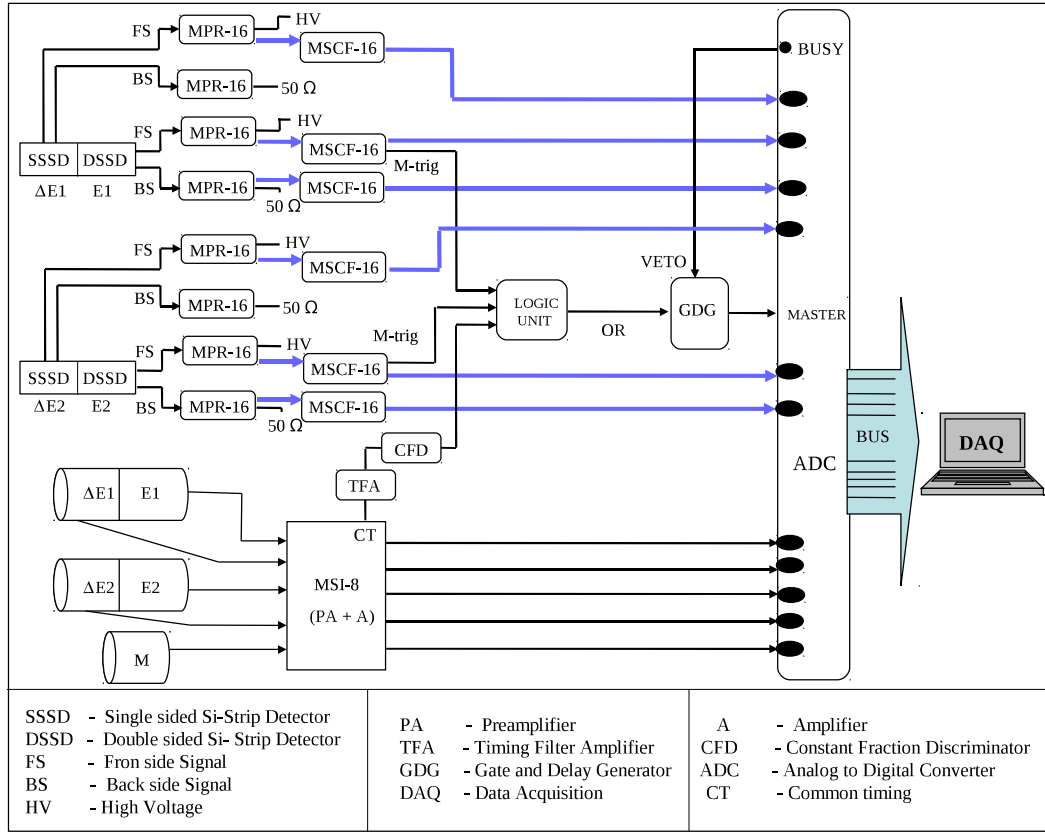 FS
MPR-16
HV
MSCF-16
BUSY
BS
MPR-16
50 Ω
FS
MPR-16
HV
MSCF-16
M-trig
SSSD
DSSD
ΔE1
E1
BS
MPR-16
50 Ω
MSCF-16
FS
MPR-16
HV
MSCF-16
VETO
BS
MPR-16
50 Ω
LOGIC
UNIT
OR
GDG
MASTER
M-trig
FS
MPR-16
HV
MSCF-16
SSSD
DSSD
ΔE2
E2
BS
MPR-16
50 Ω
MSCF-16
CFD
TFA
ADC
BUS
DAQ
ΔE1
E1
CT
MSI-8
(PA + A)
ΔE2
E2
M
SSSD - Single sided Si-Strip Detector
DSSD - Double sided Si- Strip Detector
FS - Fron side Signal
BS - Back side Signal
HV - High Voltage
PA - Preamplifier
TFA - Timing Filter Amplifier
GDG - Gate and Delay Generator
DAQ - Data Acquisition
A - Amplifier
CFD - Constant Fraction Discriminator
ADC - Analog to Digital Converter
CT - Common timing